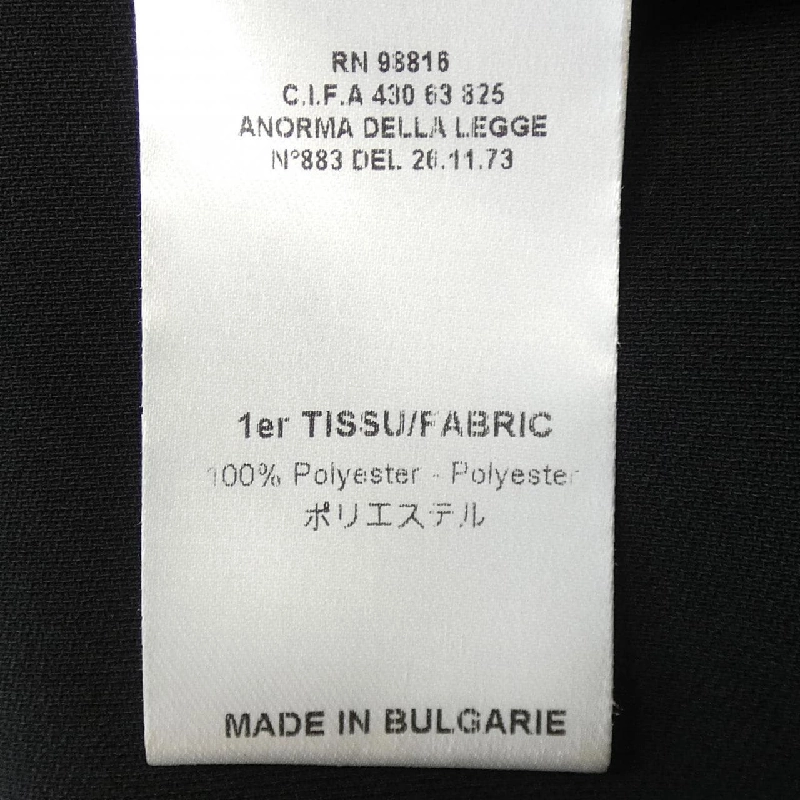 RN 98816
C.I.F.A 430 63 825
ANORMA DELLA LEGGE
N°883 DEL 26.11.73
1er TISSU/FABRIC
100% Polyester - Polyester
ポリエステル
MADE IN BULGARIE